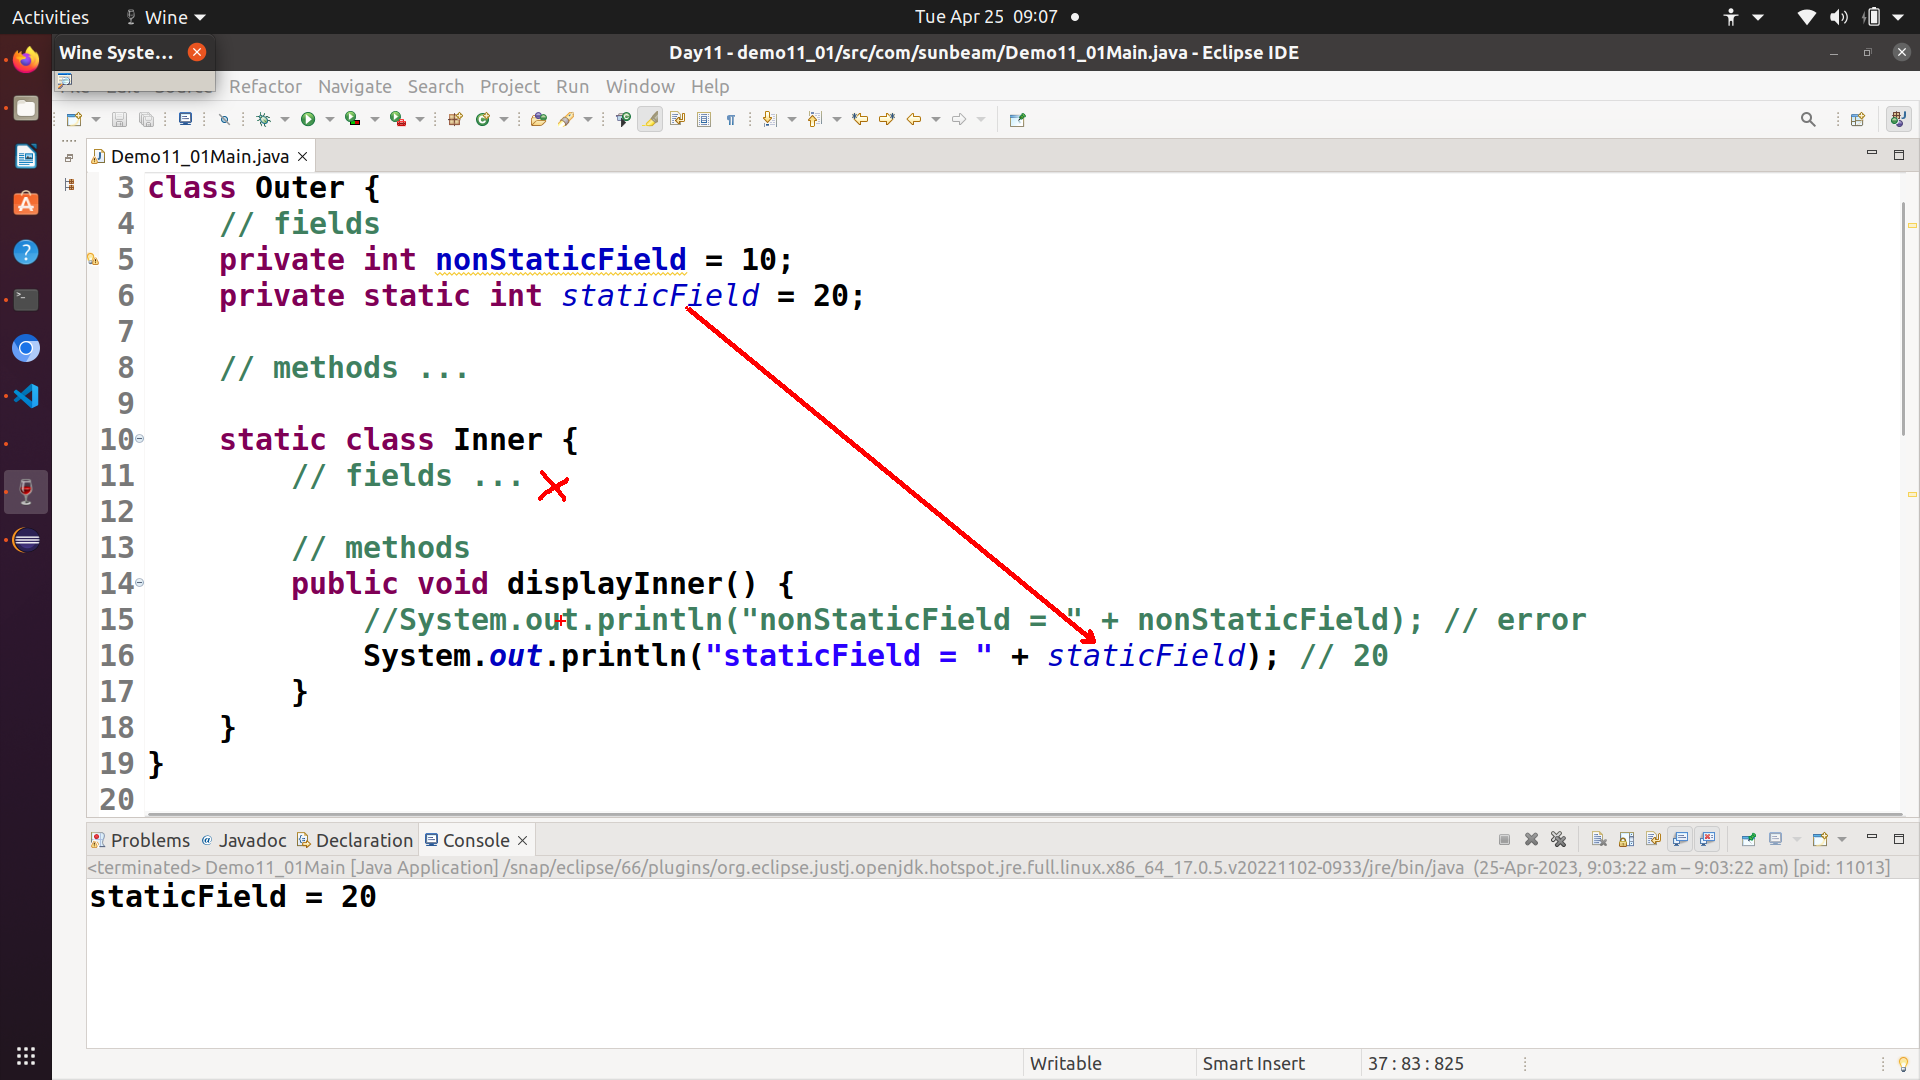 Activities
Wine
Tue Apr 25 09:07
Wine Syste...
Day11 - demo11_01/src/com/sunbeam/Demo11_01Main.java - Eclipse IDE
Refactor Navigate Search Project Run Window Help
Demo11_01Main.java
3 class Outer {
4 // fields
5 private int nonStaticField = 10;
6 private static int staticField = 20;
7
8 // methods ...
9
10 static class Inner {
11 // fields ...
12
13 // methods
14 public void displayInner() {
15 //System.out.println("nonStaticField = " + nonStaticField); // error
16 System.out.println("staticField = " + staticField); // 20
17 }
18 }
19 }
20
Problems Javadoc Declaration Console
<terminated> Demo11_01Main [Java Application] /snap/eclipse/66/plugins/org.eclipse.justj.openjdk.hotspot.jre.full.linux.x86_64_17.0.5.v20221102-0933/jre/bin/java (25-Apr-2023, 9:03:22 am – 9:03:22 am) [pid: 11013]
staticField = 20
Writable
Smart Insert
37 : 83 : 825